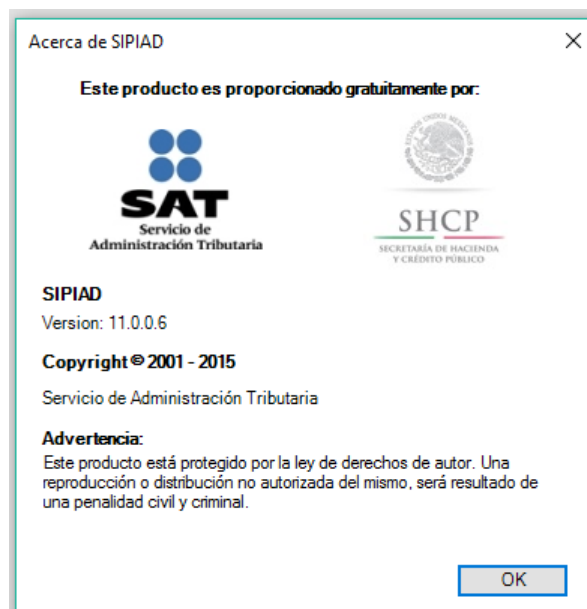 Acerca de SIPIAD
Este producto es proporcionado gratuitamente por:
SAT
Servicio de
Administración Tributaria
ESTADOS UNIDOS MEXICANOS
SHCP
SECRETARÍA DE HACIENDA
Y CRÉDITO PÚBLICO
SIPIAD
Version: 11.0.0.6
Copyright © 2001 - 2015
Servicio de Administración Tributaria
Advertencia:
Este producto está protegido por la ley de derechos de autor. Una
reproducción o distribución no autorizada del mismo, será resultado de
una penalidad civil y criminal.
OK